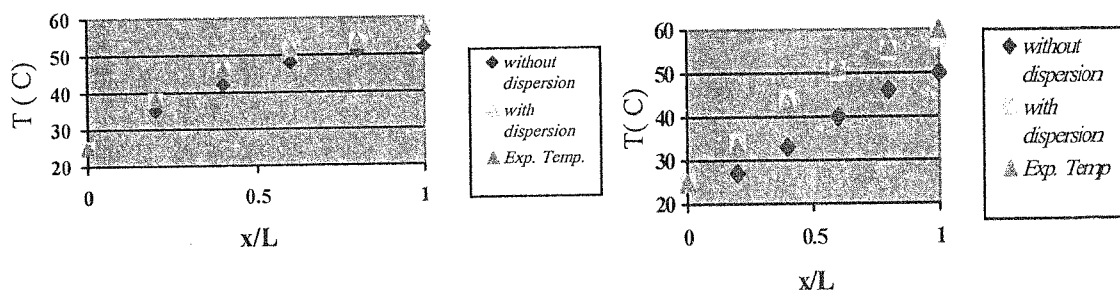 60
50
40
30
20
T ( C )
0
0.5
1
x/L
without
dispersion
with
dispersion
Exp. Temp.
60
50
40
30
20
T( C )
0
0.5
1
x/L
without
dispersion
with
dispersion
Exp. Temp